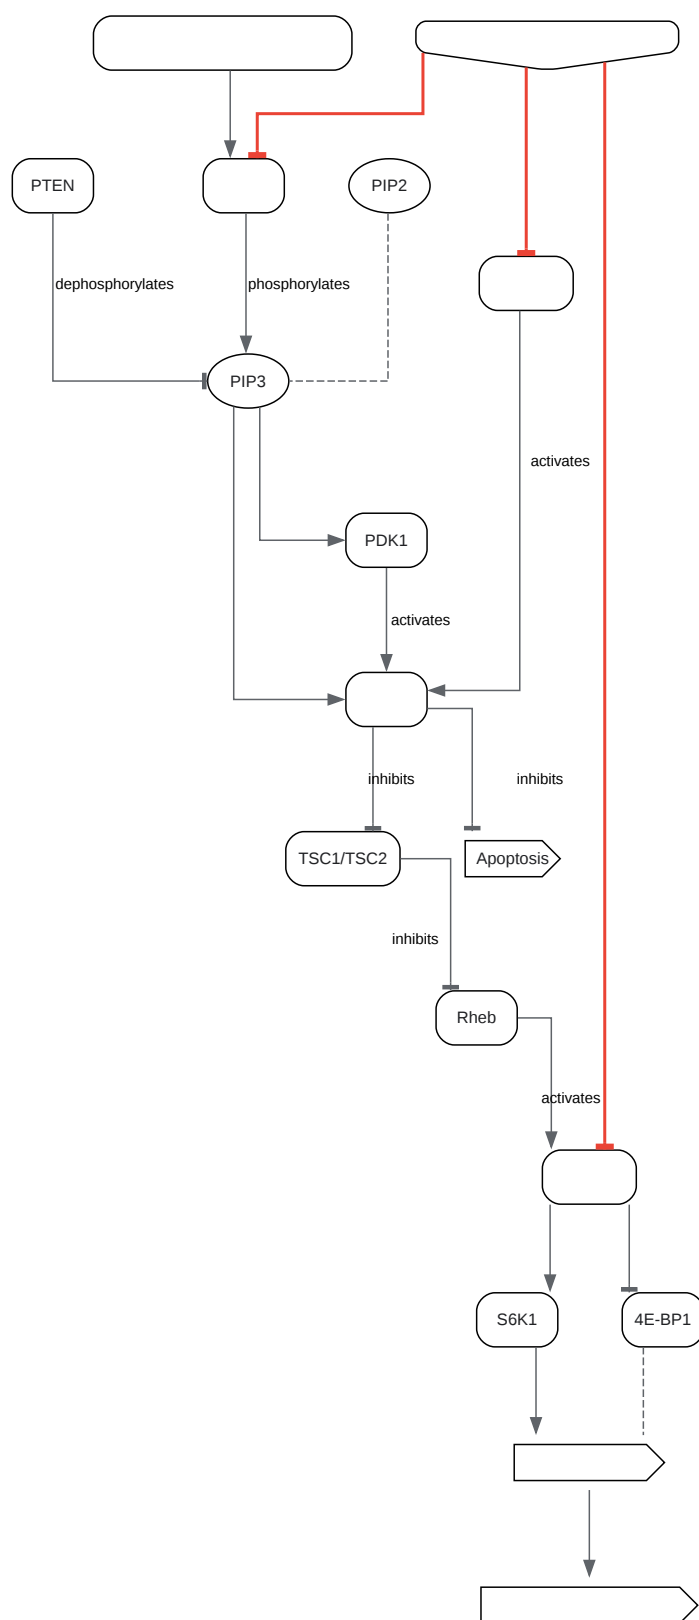 PTEN
PIP2
dephosphorylates
phosphorylates
PIP3
activates
PDK1
activates
inhibits
inhibits
TSC1/TSC2
Apoptosis
inhibits
Rheb
activates
S6K1
4E-BP1